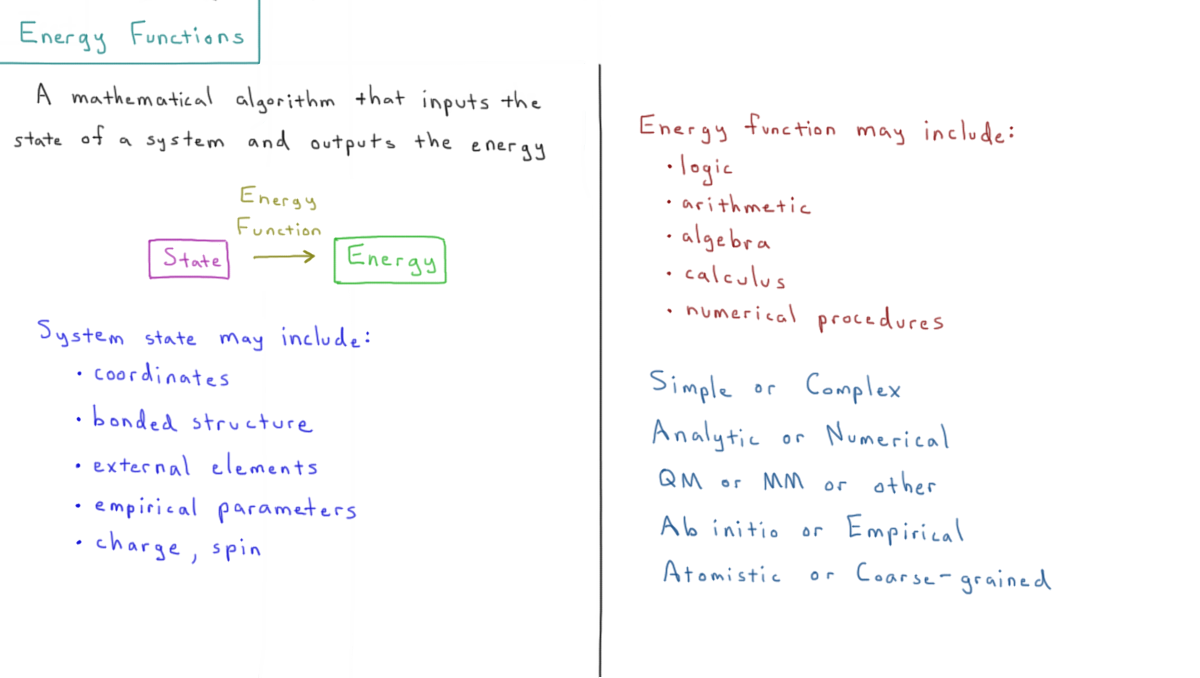 Energy Functions
A mathematical algorithm that inputs the
state of a system and outputs the energy
Energy
Function
State
Energy
System state may include:
• coordinates
• bonded structure
• external elements
• empirical parameters
• charge, spin
Energy function may include:
• logic
• arithmetic
• algebra
• calculus
• numerical procedures
Simple or Complex
Analytic or Numerical
QM or MM or other
Ab initio or Empirical
Atomistic or Coarse-grained